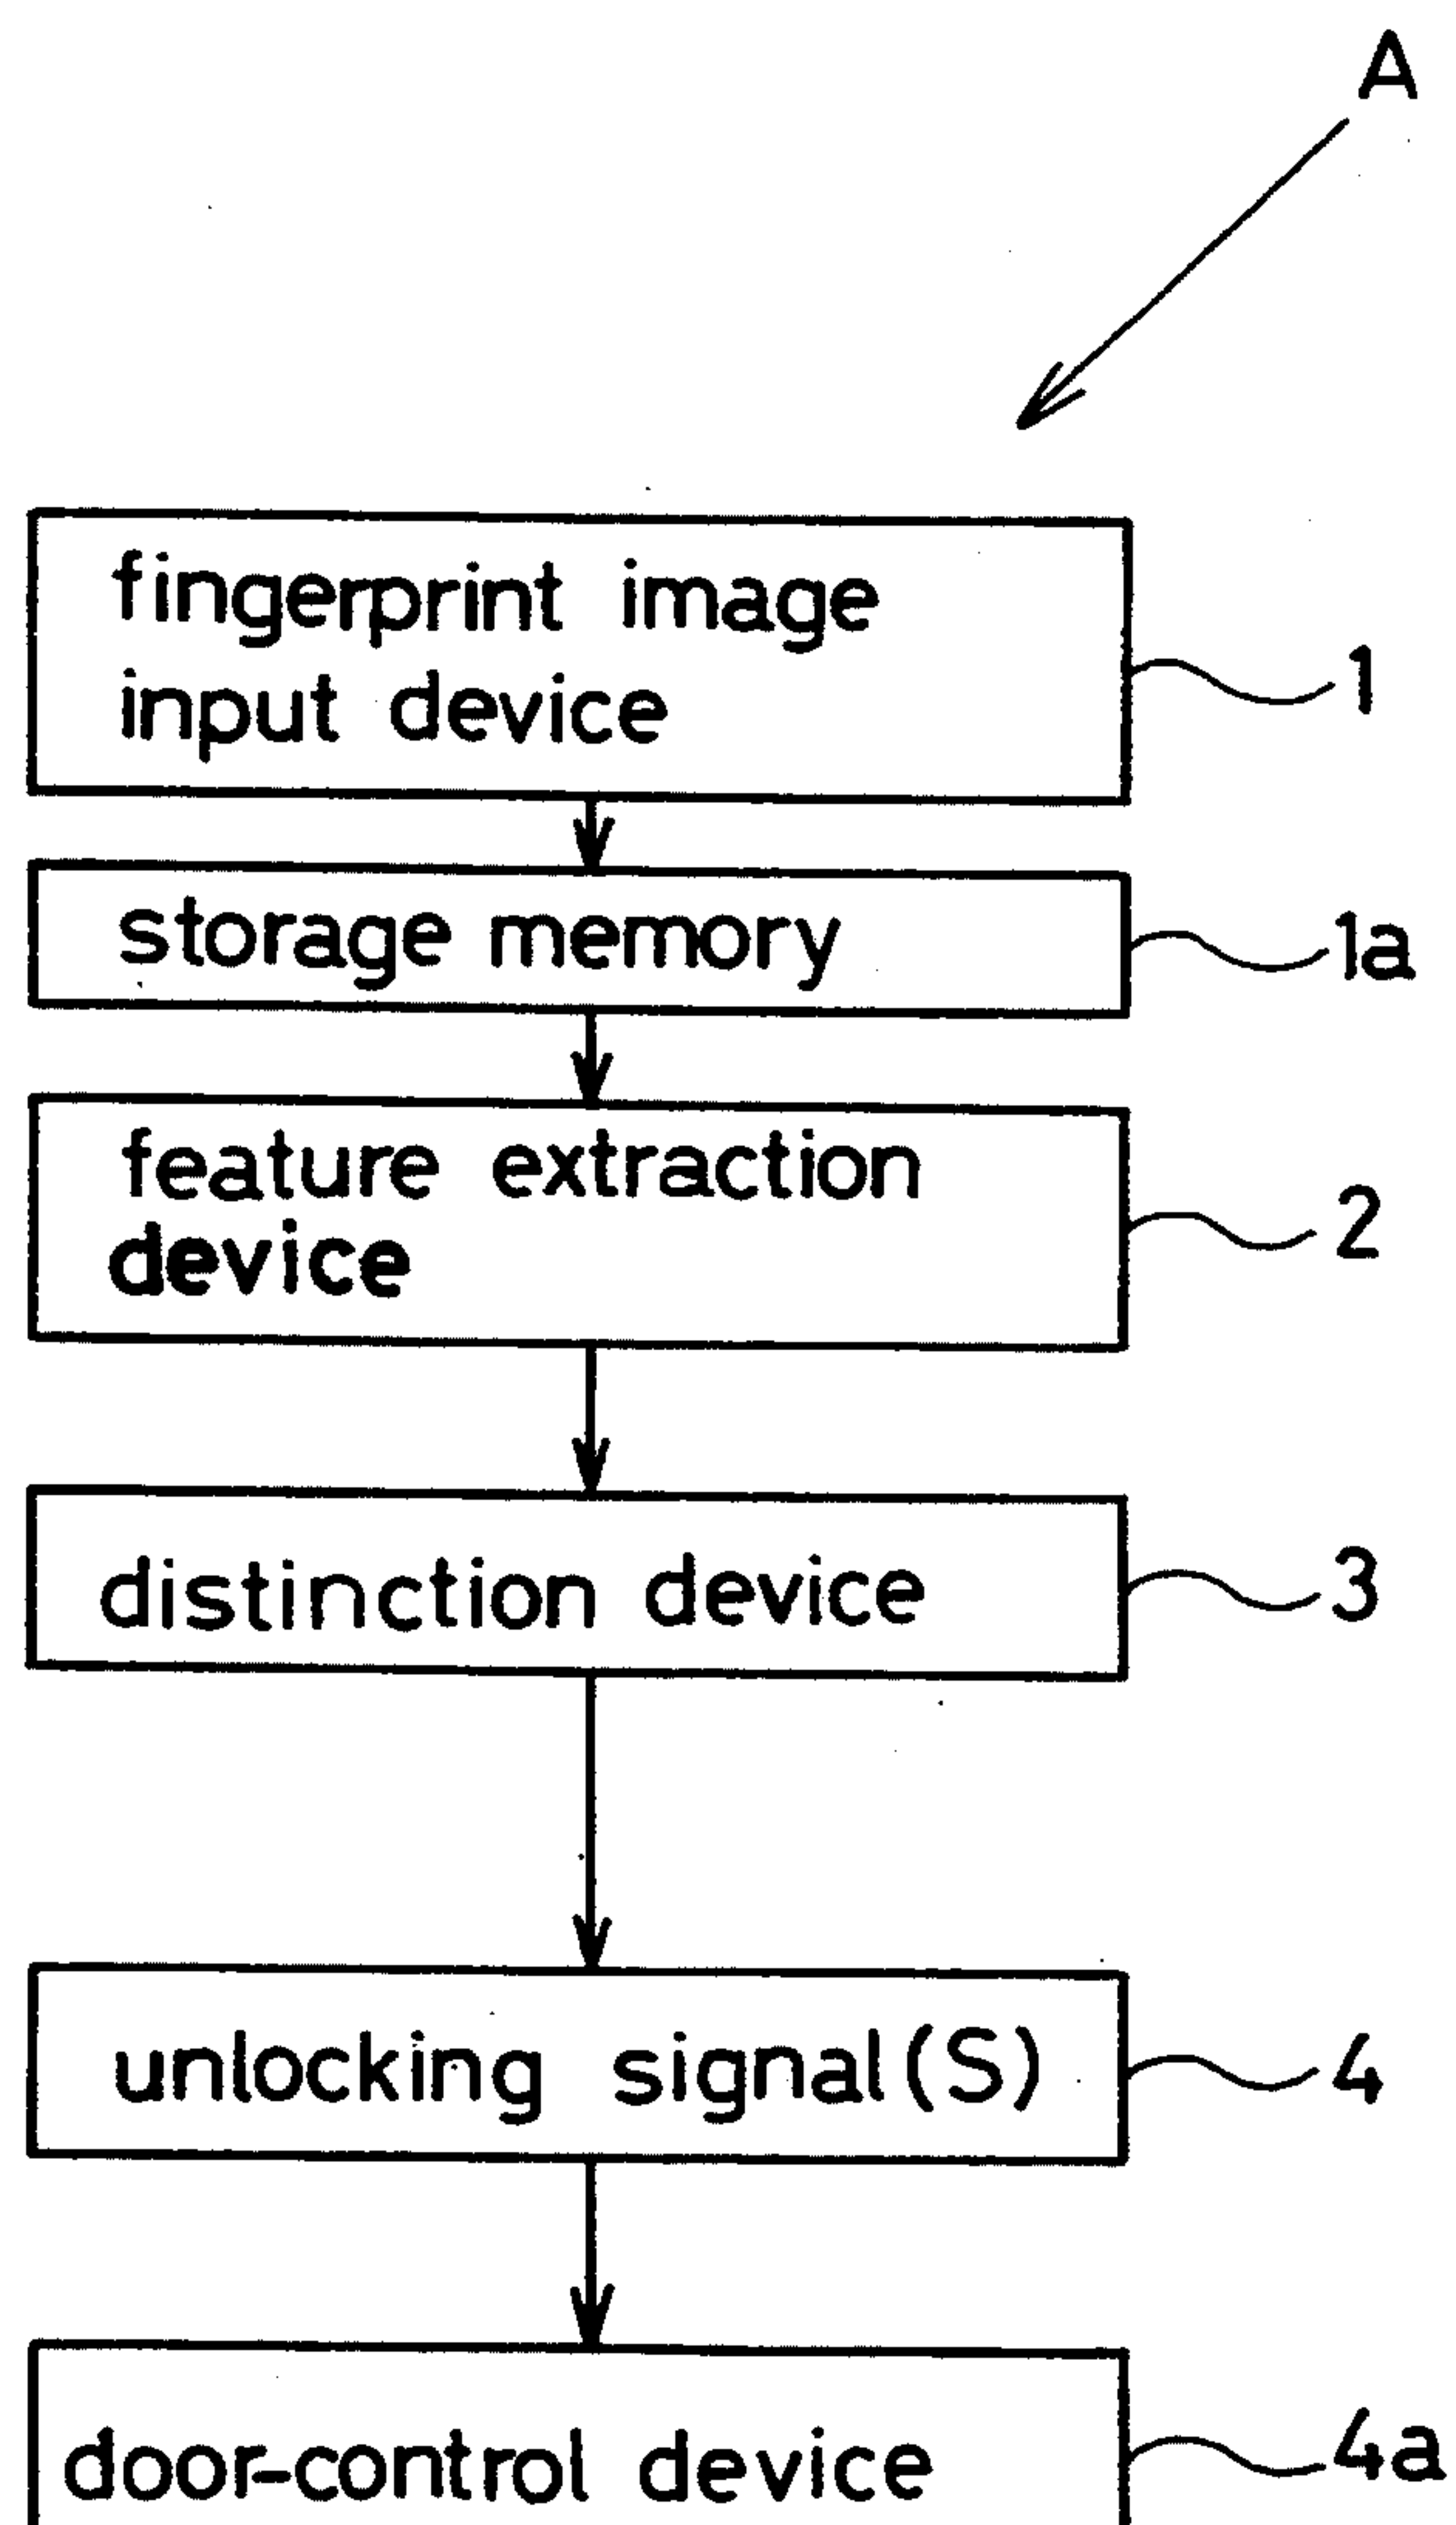 A
fingerprint image
input device
1
storage memory
1a
feature extraction
device
2
distinction device
3
unlocking signal(S)
4
door-control device
4a